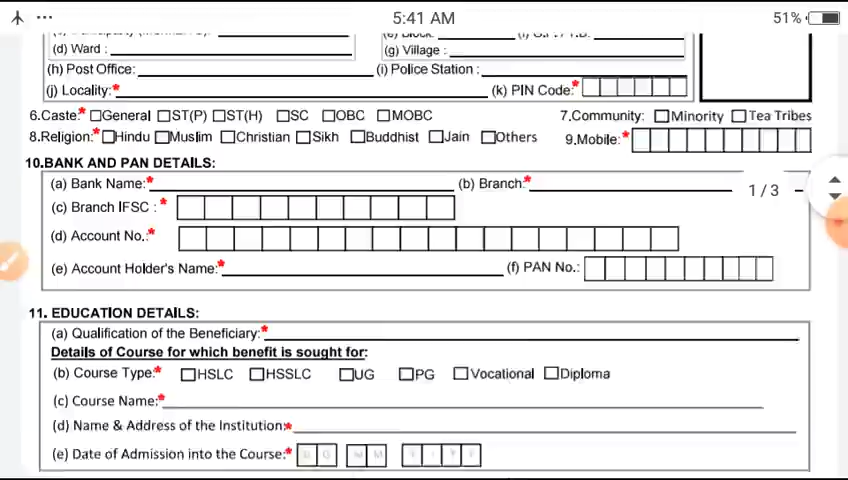 5:41 AM
51%
(d) Ward :
(g) Village :
(h) Post Office:
(i) Police Station :
(j) Locality:*
(k) PIN Code:*
6.Caste:* General ST(P) ST(H) SC OBC MOBC
7.Community: Minority Tea Tribes
8.Religion:* Hindu Muslim Christian Sikh Buddhist Jain Others
9.Mobile:*
10.BANK AND PAN DETAILS:
(a) Bank Name:*
(b) Branch:*
1 / 3
(c) Branch IFSC : *
(d) Account No.:*
(e) Account Holder's Name:*
(f) PAN No.:
11. EDUCATION DETAILS:
(a) Qualification of the Beneficiary:*
Details of Course for which benefit is sought for:
(b) Course Type:* HSLC HSSLC UG PG Vocational Diploma
(c) Course Name:*
(d) Name & Address of the Institution:*
(e) Date of Admission into the Course:* D D M M Y Y Y Y